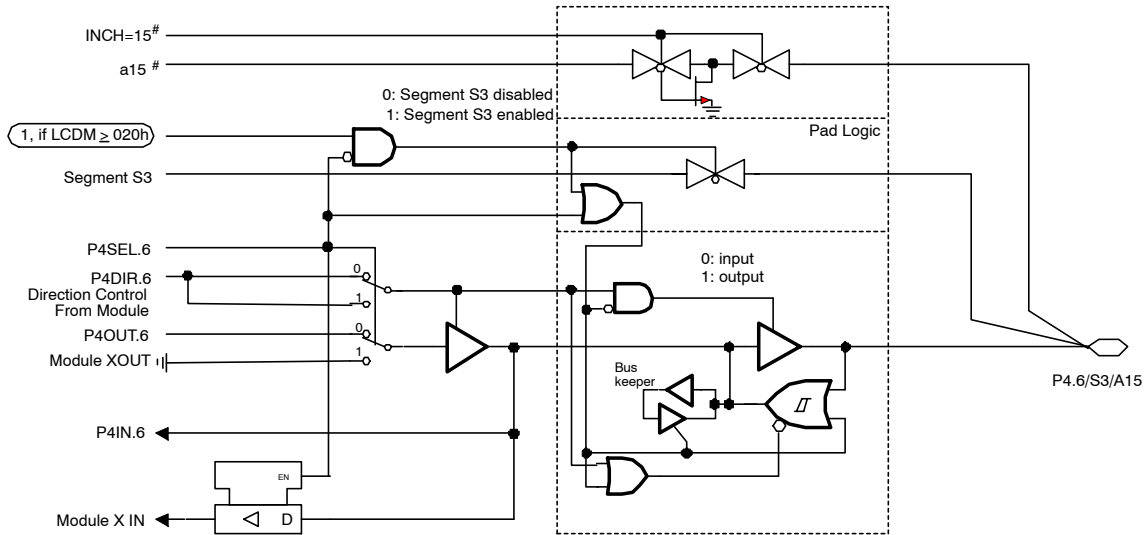 INCH=15#
a15 #
0: Segment S3 disabled
1: Segment S3 enabled
Pad Logic
1, if LCDM ≥ 020h
Segment S3
P4SEL.6
0: input
1: output
P4DIR.6
0
Direction Control
From Module
1
P4OUT.6
0
Module XOUT
1
Bus
keeper
P4.6/S3/A15
P4IN.6
EN
Module X IN
D